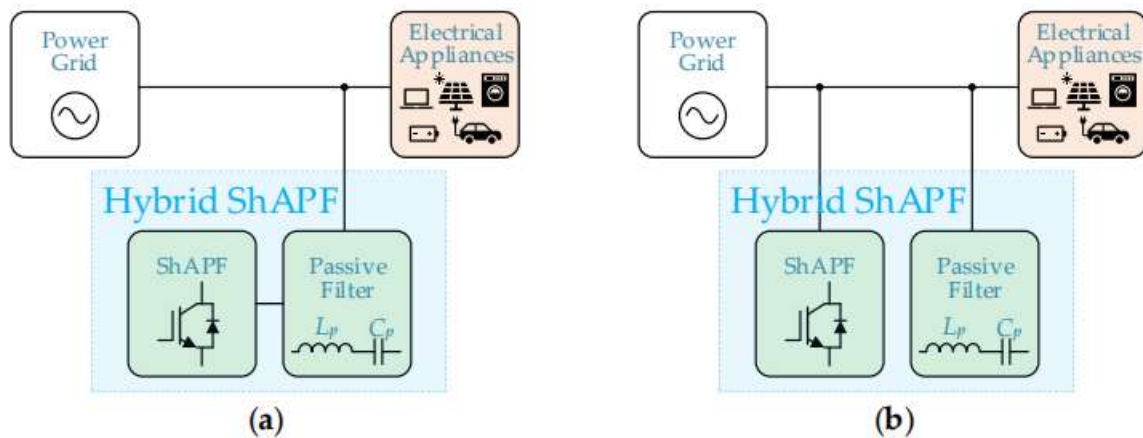 Power
Grid
Electrical
Appliances
Hybrid ShAPF
ShAPF
Passive
Filter
Lp
Cp
(a)
Power
Grid
Electrical
Appliances
Hybrid ShAPF
ShAPF
Passive
Filter
Lp
Cp
(b)